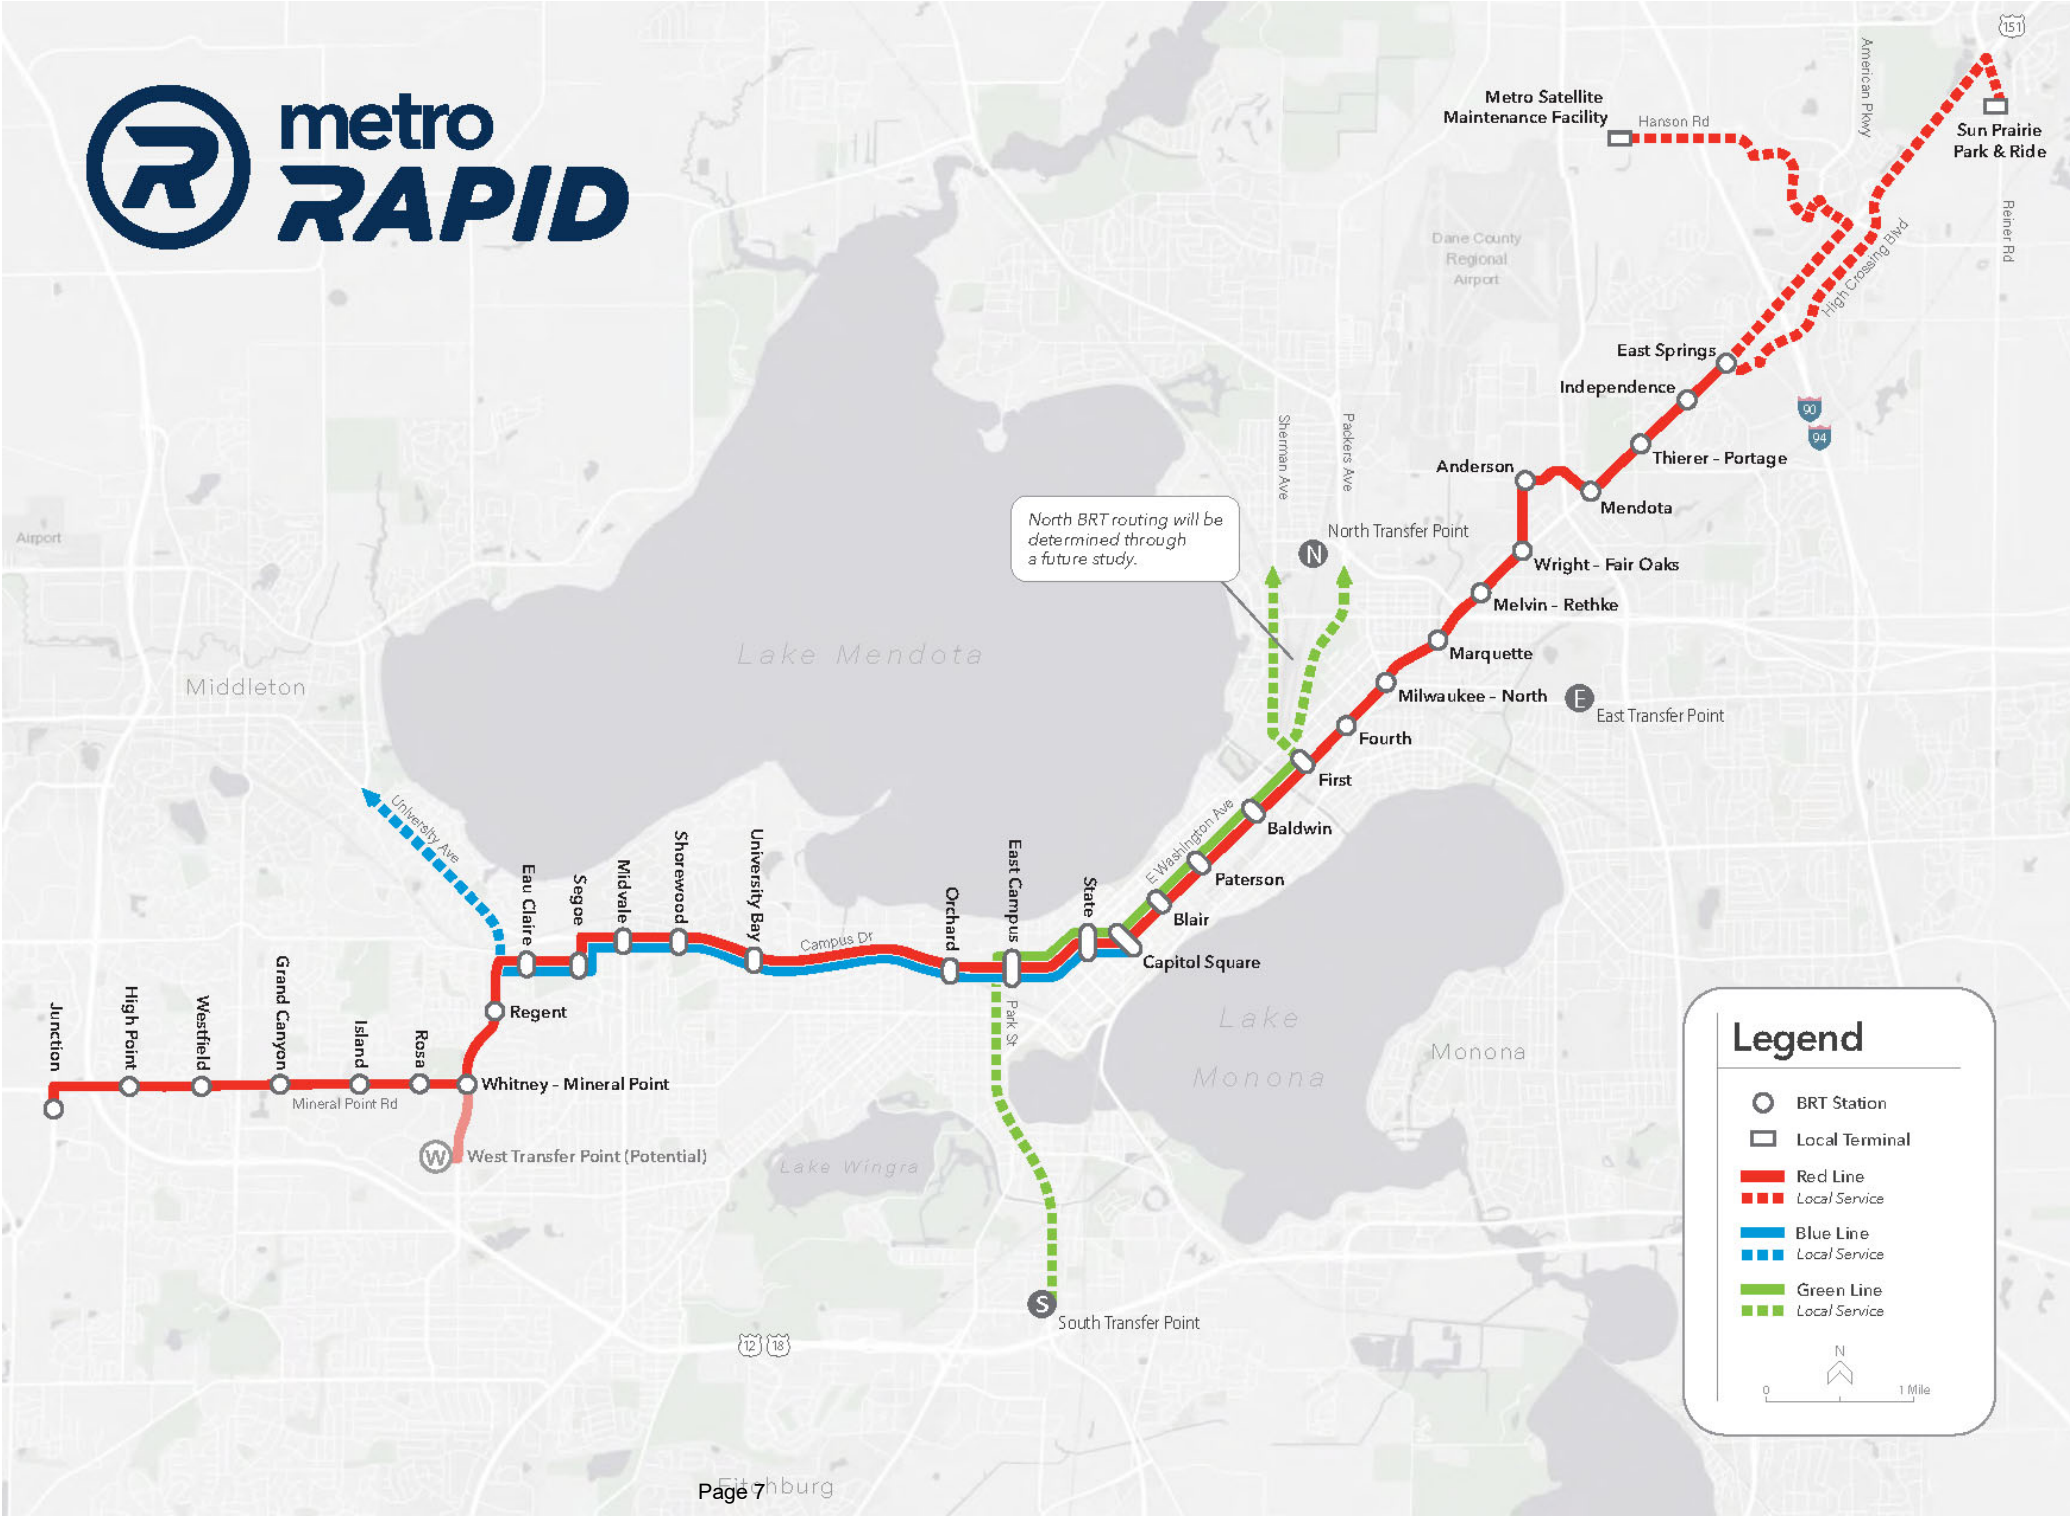 151
American Pkwy
Metro Satellite
Maintenance Facility
Hanson Rd
Sun Prairie
Park & Ride
R
metro
RAPID
Reiner Rd
Dane County
Regional
Airport
High Crossing Blvd
East Springs
Independence
90
94
Thierer – Portage
Anderson
Mendota
Sherman Ave
Packers Ave
North BRT routing will be
determined through
a future study.
N
North Transfer Point
Airport
Wright – Fair Oaks
Melvin – Rethke
Marquette
Lake Mendota
Middleton
Milwaukee – North
E
East Transfer Point
Fourth
First
University Ave
E Washington Ave
Baldwin
Paterson
Blair
Eau Claire
Segoe
Midvale
Shorewood
University Bay
Campus Dr
Orchard
East Campus
State
Capitol Square
Junction
High Point
Westfield
Grand Canyon
Island
Rosa
Regent
Park St
Lake
Monona
Monona
Whitney – Mineral Point
Mineral Point Rd
W
West Transfer Point (Potential)
Lake Wingra
S
South Transfer Point
12
18
Legend
BRT Station
Local Terminal
Red Line
Local Service
Blue Line
Local Service
Green Line
Local Service
N
0
1 Mile
Fitchburg
Page 7